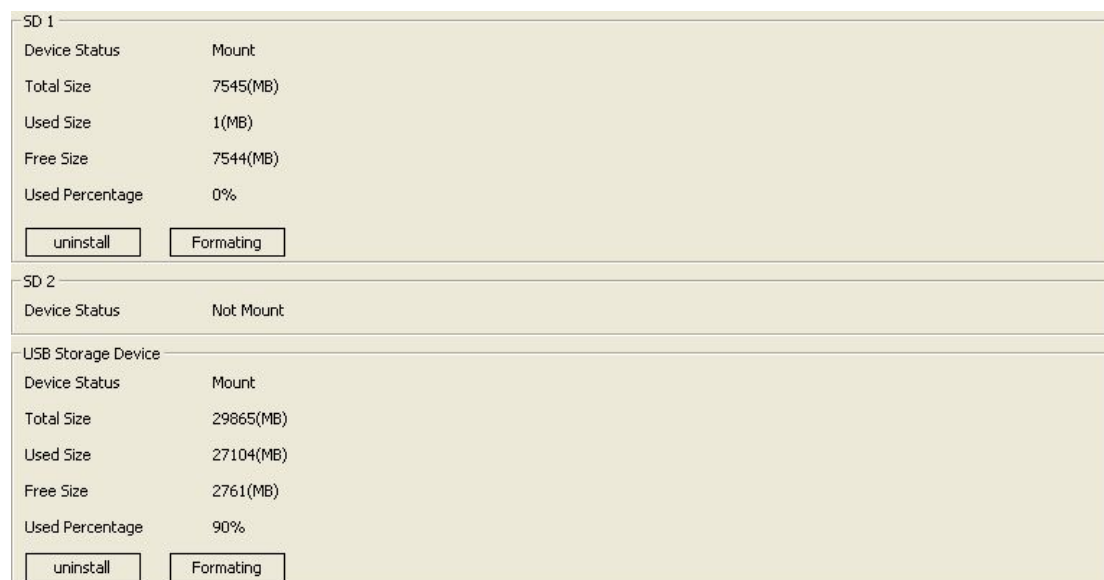 SD 1
Device Status Mount
Total Size 7545(MB)
Used Size 1(MB)
Free Size 7544(MB)
Used Percentage 0%
uninstall Formating
SD 2
Device Status Not Mount
USB Storage Device
Device Status Mount
Total Size 29865(MB)
Used Size 27104(MB)
Free Size 2761(MB)
Used Percentage 90%
uninstall Formating